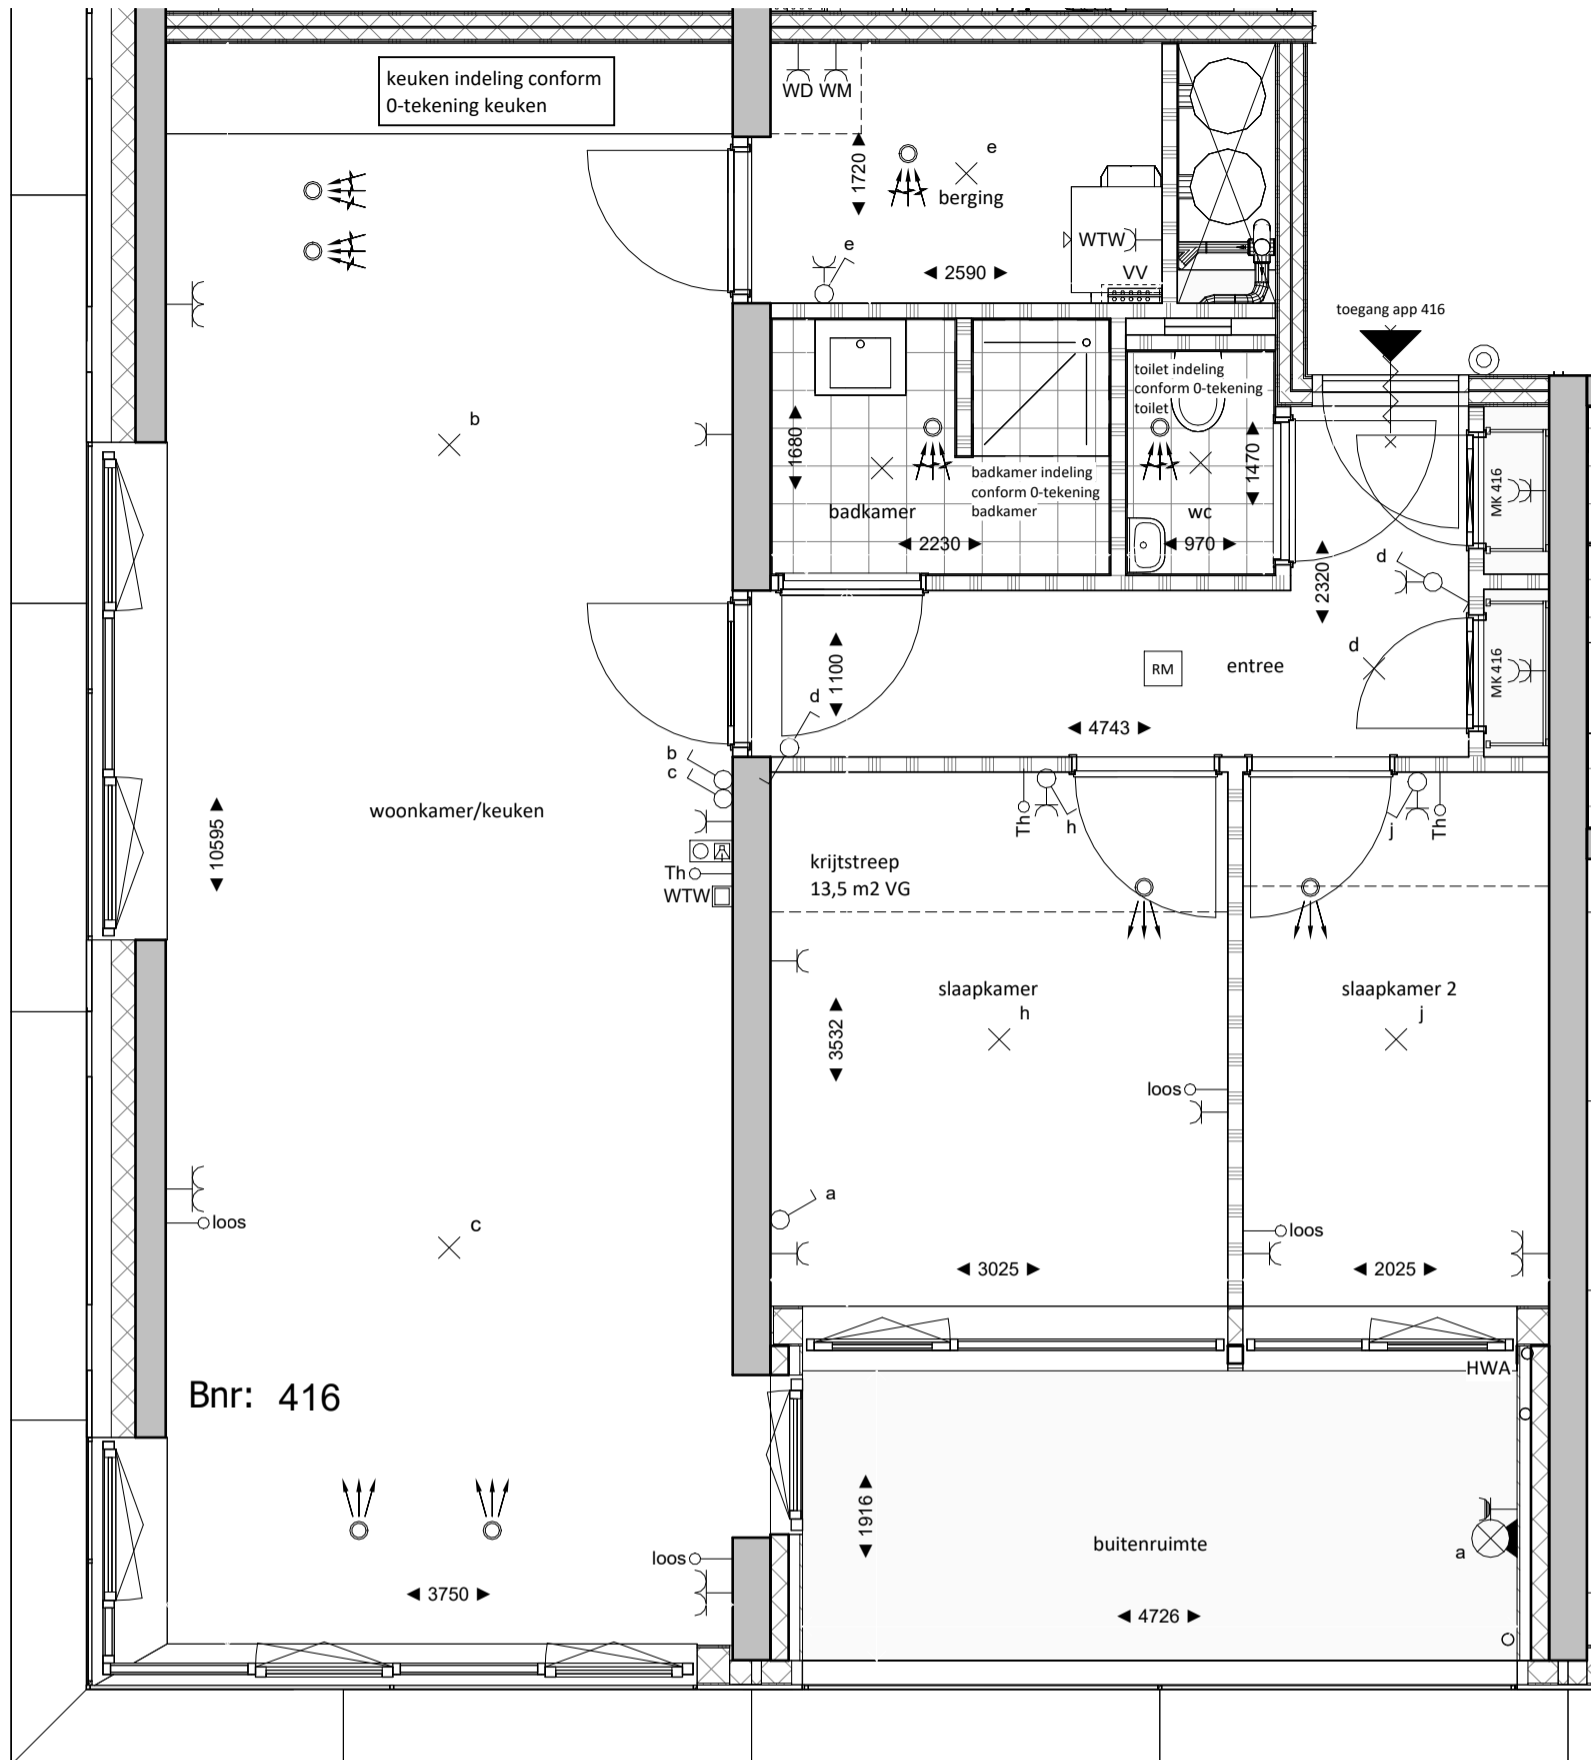 keuken indeling conform
0-tekening keuken
WD WM
e
1720
berging
WTW
e
2590
VV
toegang app 416
toilet indeling
conform 0-tekening
toilet
b
1680
1470
MK 416
badkamer indeling
conform 0-tekening
badkamer
badkamer
wc
2230
970
d
2320
1100
RM
entree
d
MK 416
d
4743
b
c
woonkamer/keuken
10595
Th
h
j
Th
krijtstreep
13,5 m2 VG
Th
WTW
slaapkamer
h
slaapkamer 2
j
3532
loos
a
loos
c
loos
3025
2025
HWA
Bnr: 416
1916
buitenruimte
a
loos
3750
4726